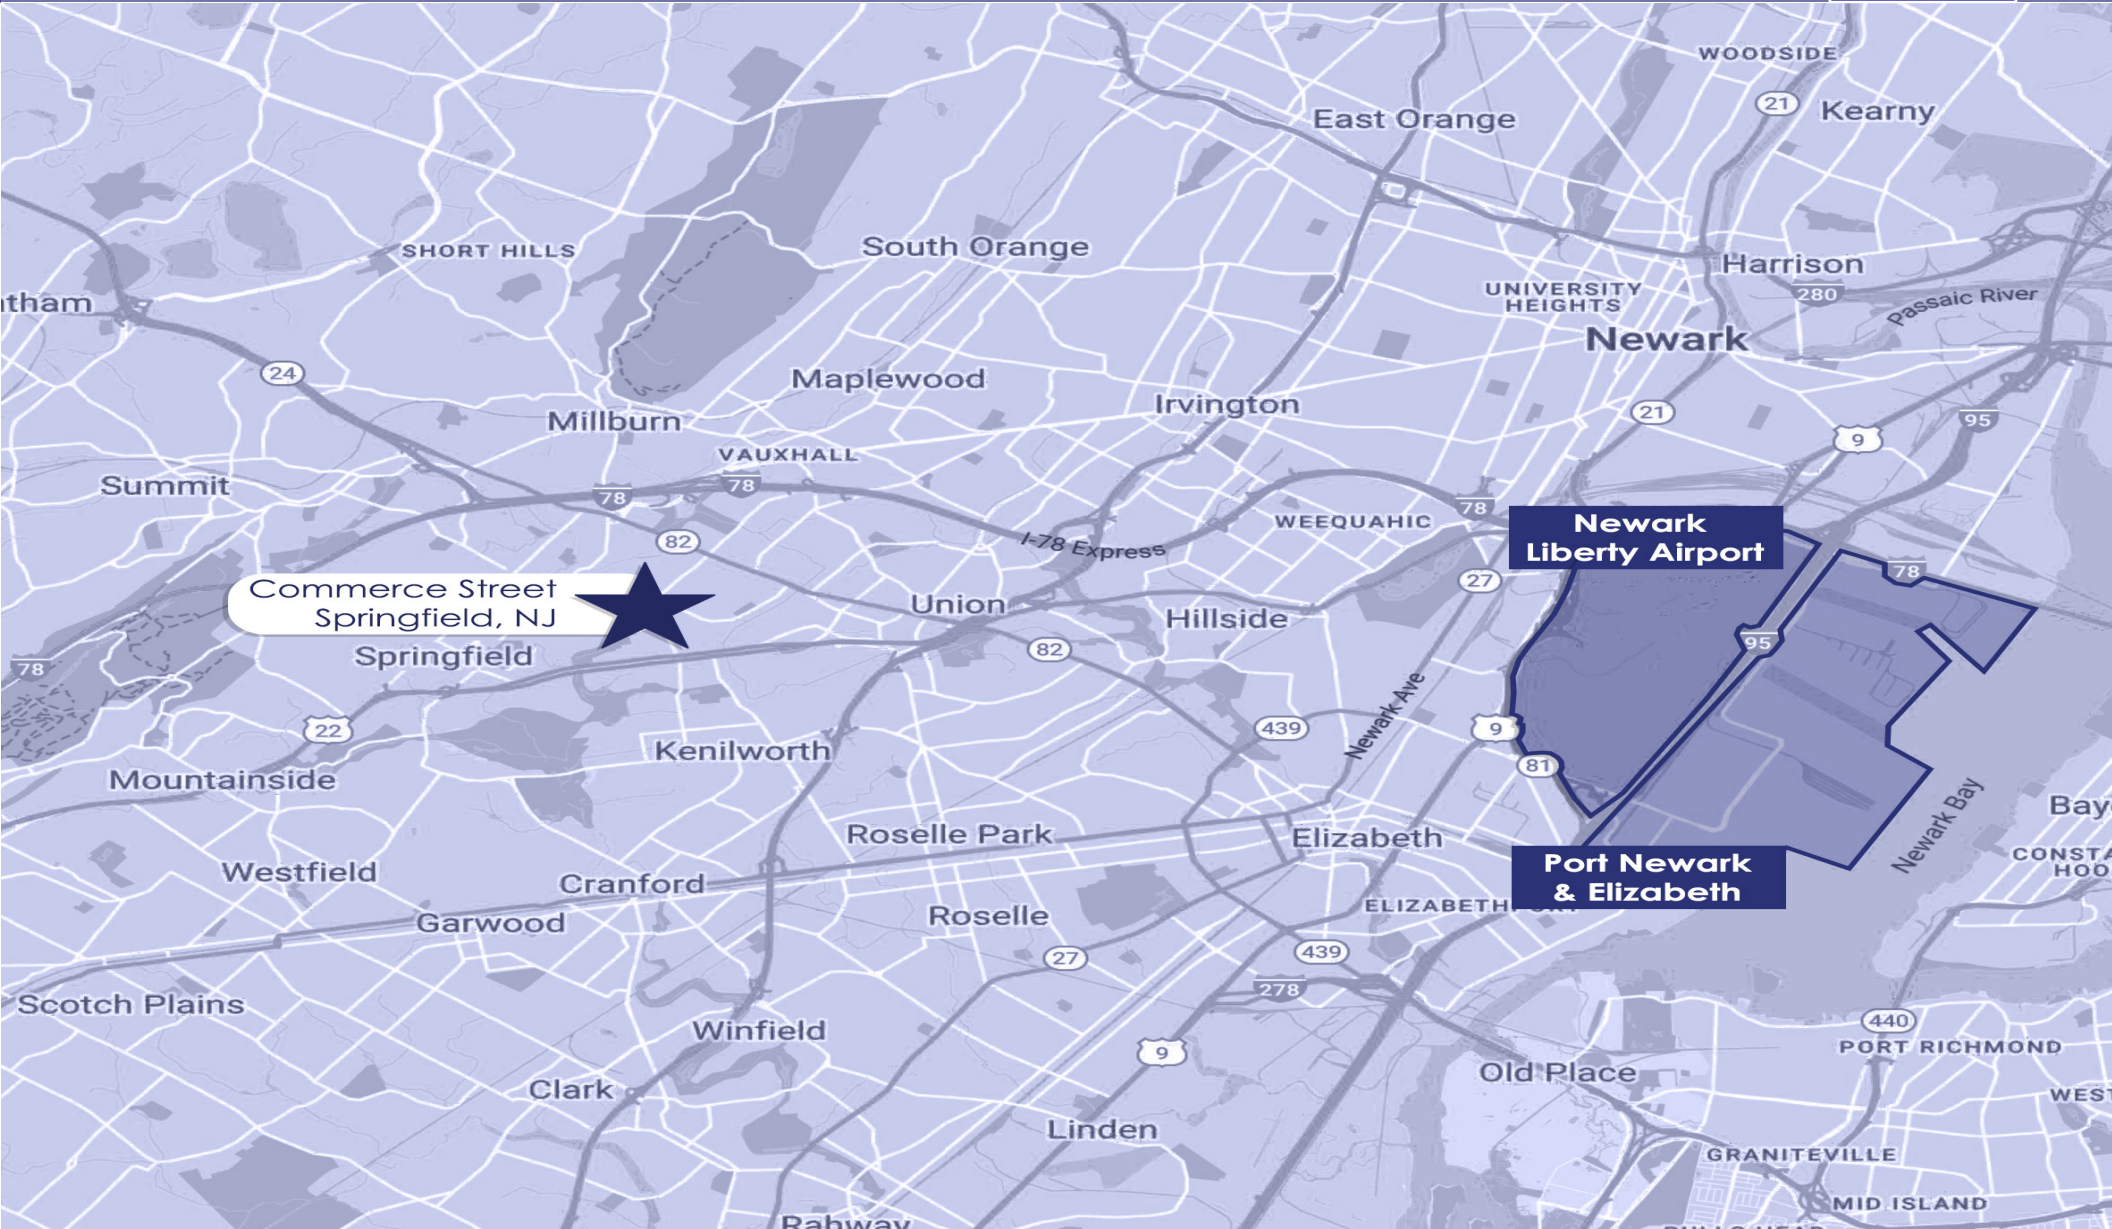 WOODSIDE
21
Kearny
East Orange
SHORT HILLS
South Orange
Harrison
280
Passaic River
UNIVERSITY
HEIGHTS
Newark
tham
24
Maplewood
Irvington
21
95
9
Millburn
VAUXHALL
Summit
78
78
78
WEEQUAHIC
I-78 Express
82
Newark
Liberty Airport
27
78
Commerce Street
Springfield, NJ
Union
Hillside
82
95
Springfield
78
22
439
Newark Ave
9
81
Kenilworth
Mountainside
Newark Bay
Bay
Roselle Park
Elizabeth
CONSTA
HOO
Port Newark
& Elizabeth
Westfield
Cranford
ELIZABETH
Garwood
Roselle
27
439
278
Scotch Plains
Winfield
9
440
PORT RICHMOND
Old Place
Clark
WEST
Linden
GRANITEVILLE
MID ISLAND
Rahway